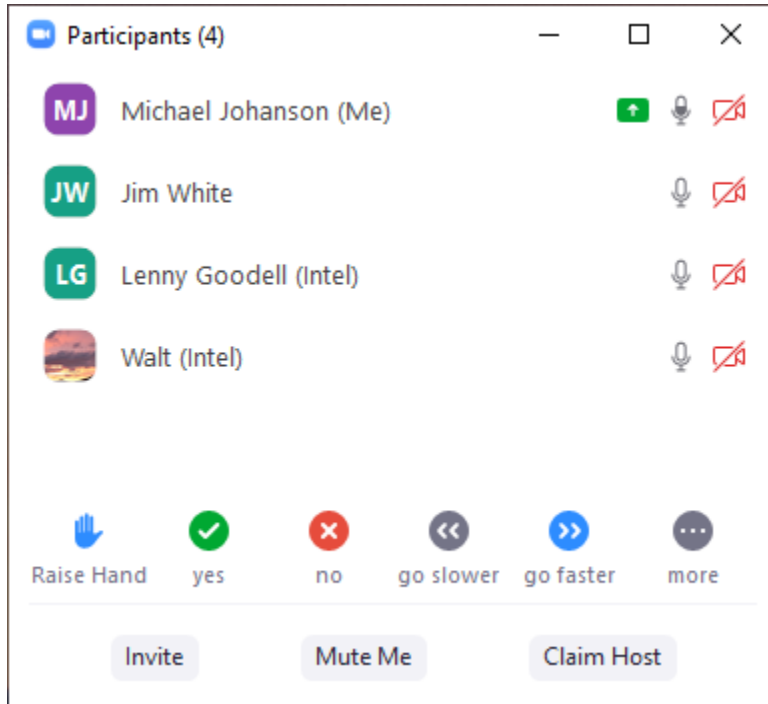 Participants (4)
MJ Michael Johanson (Me)
JW Jim White
LG Lenny Goodell (Intel)
Walt (Intel)
Raise Hand yes no go slower go faster more
Invite Mute Me Claim Host